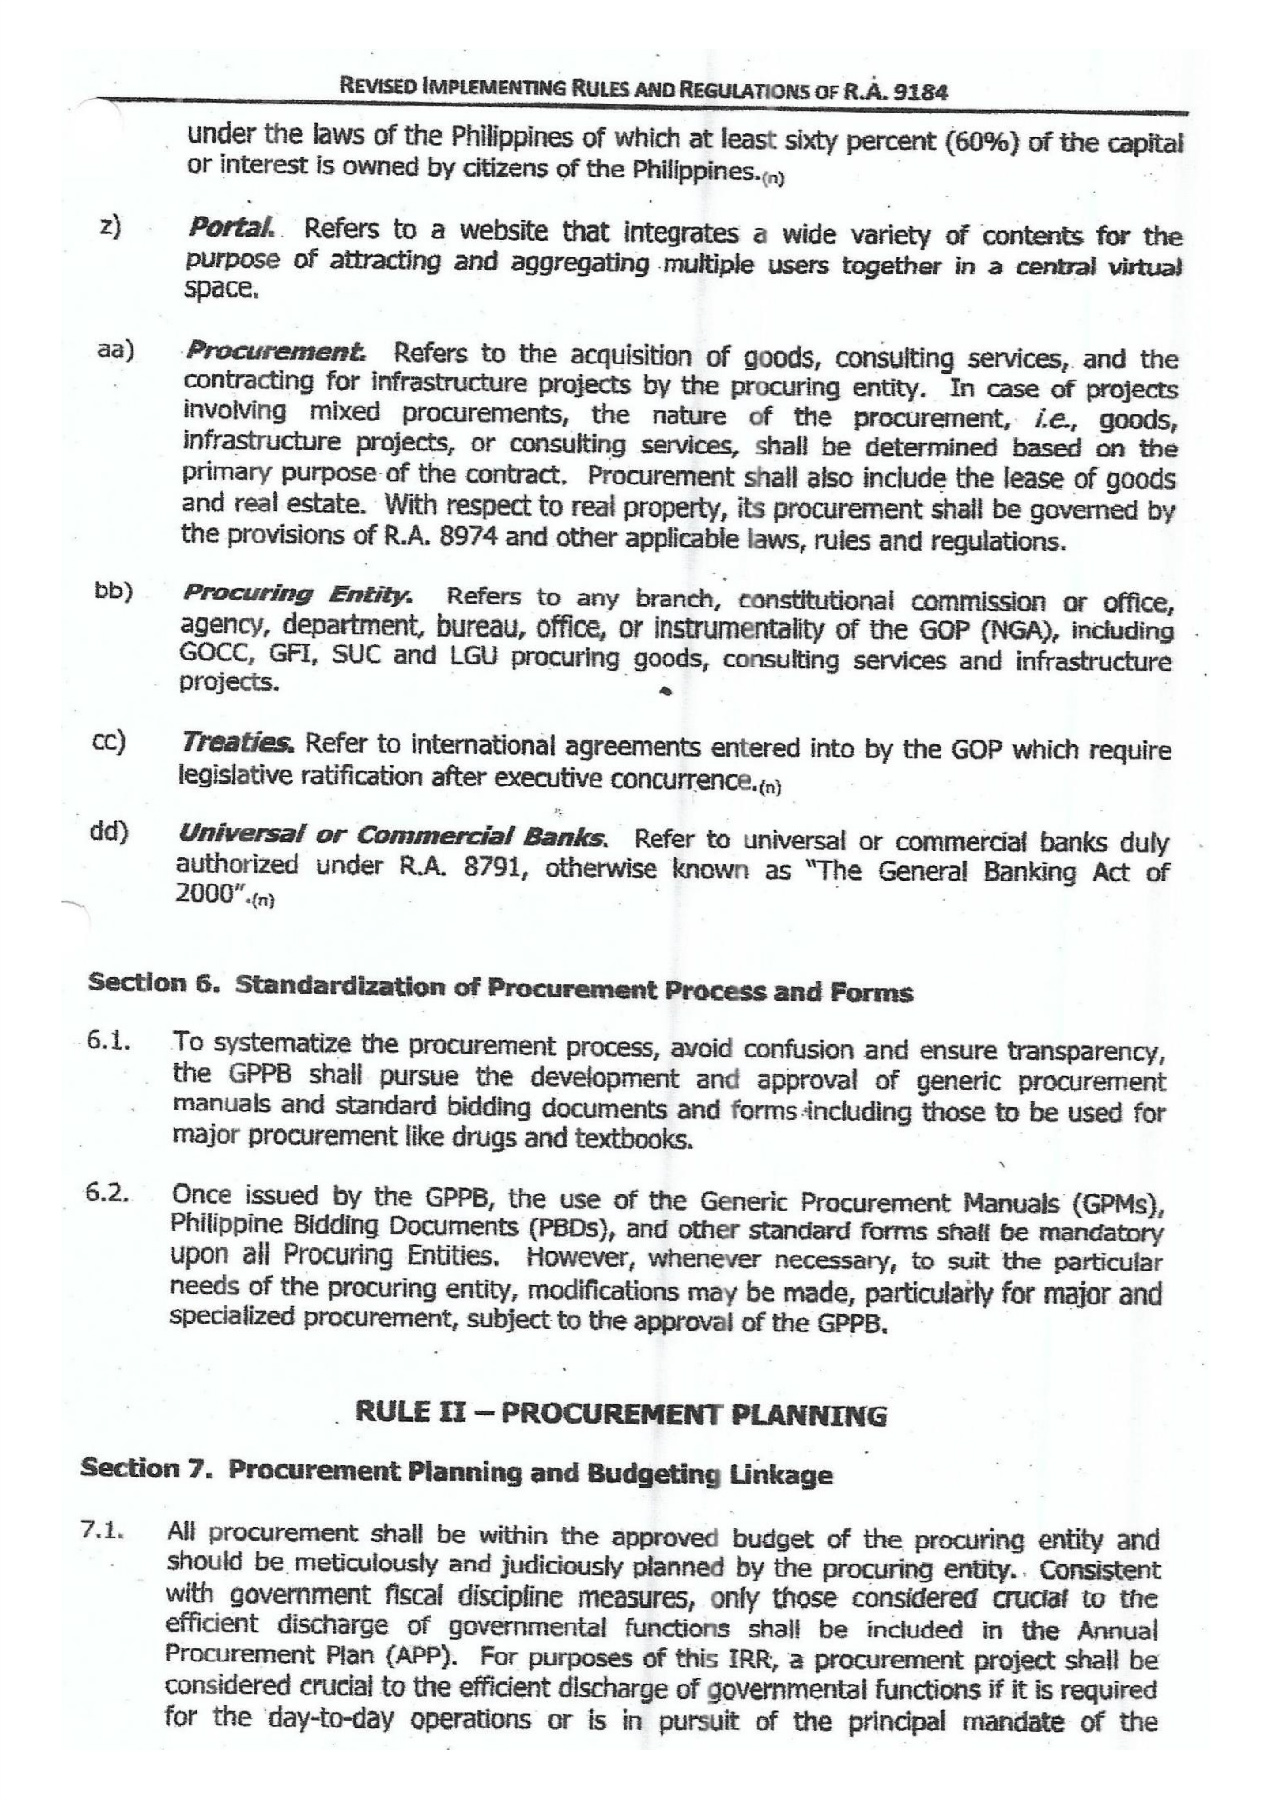 REVISED IMPLEMENTING RULES AND REGULATIONS OF R.A. 9184
under the laws of the Philippines of which at least sixty percent (60%) of the capital
or interest is owned by citizens of the Philippines.(n)
z) Portal. Refers to a website that integrates a wide variety of contents for the
purpose of attracting and aggregating multiple users together in a central virtual
space.
aa) Procurement. Refers to the acquisition of goods, consulting services, and the
contracting for infrastructure projects by the procuring entity. In case of projects
involving mixed procurements, the nature of the procurement, i.e., goods,
infrastructure projects, or consulting services, shall be determined based on the
primary purpose of the contract. Procurement shall also include the lease of goods
and real estate. With respect to real property, its procurement shall be governed by
the provisions of R.A. 8974 and other applicable laws, rules and regulations.
bb) Procuring Entity. Refers to any branch, constitutional commission or office,
agency, department, bureau, office, or instrumentality of the GOP (NGA), including
GOCC, GFI, SUC and LGU procuring goods, consulting services and infrastructure
projects.
cc) Treaties. Refer to international agreements entered into by the GOP which require
legislative ratification after executive concurrence.(n)
dd) Universal or Commercial Banks. Refer to universal or commercial banks duly
authorized under R.A. 8791, otherwise known as "The General Banking Act of
2000".(n)
Section 6. Standardization of Procurement Process and Forms
6.1. To systematize the procurement process, avoid confusion and ensure transparency,
the GPPB shall pursue the development and approval of generic procurement
manuals and standard bidding documents and forms including those to be used for
major procurement like drugs and textbooks.
6.2. Once issued by the GPPB, the use of the Generic Procurement Manuals (GPMs),
Philippine Bidding Documents (PBDs), and other standard forms shall be mandatory
upon all Procuring Entities. However, whenever necessary, to suit the particular
needs of the procuring entity, modifications may be made, particularly for major and
specialized procurement, subject to the approval of the GPPB.
RULE II – PROCUREMENT PLANNING
Section 7. Procurement Planning and Budgeting Linkage
7.1. All procurement shall be within the approved budget of the procuring entity and
should be meticulously and judiciously planned by the procuring entity. Consistent
with government fiscal discipline measures, only those considered crucial to the
efficient discharge of governmental functions shall be included in the Annual
Procurement Plan (APP). For purposes of this IRR, a procurement project shall be
considered crucial to the efficient discharge of governmental functions if it is required
for the day-to-day operations or is in pursuit of the principal mandate of the